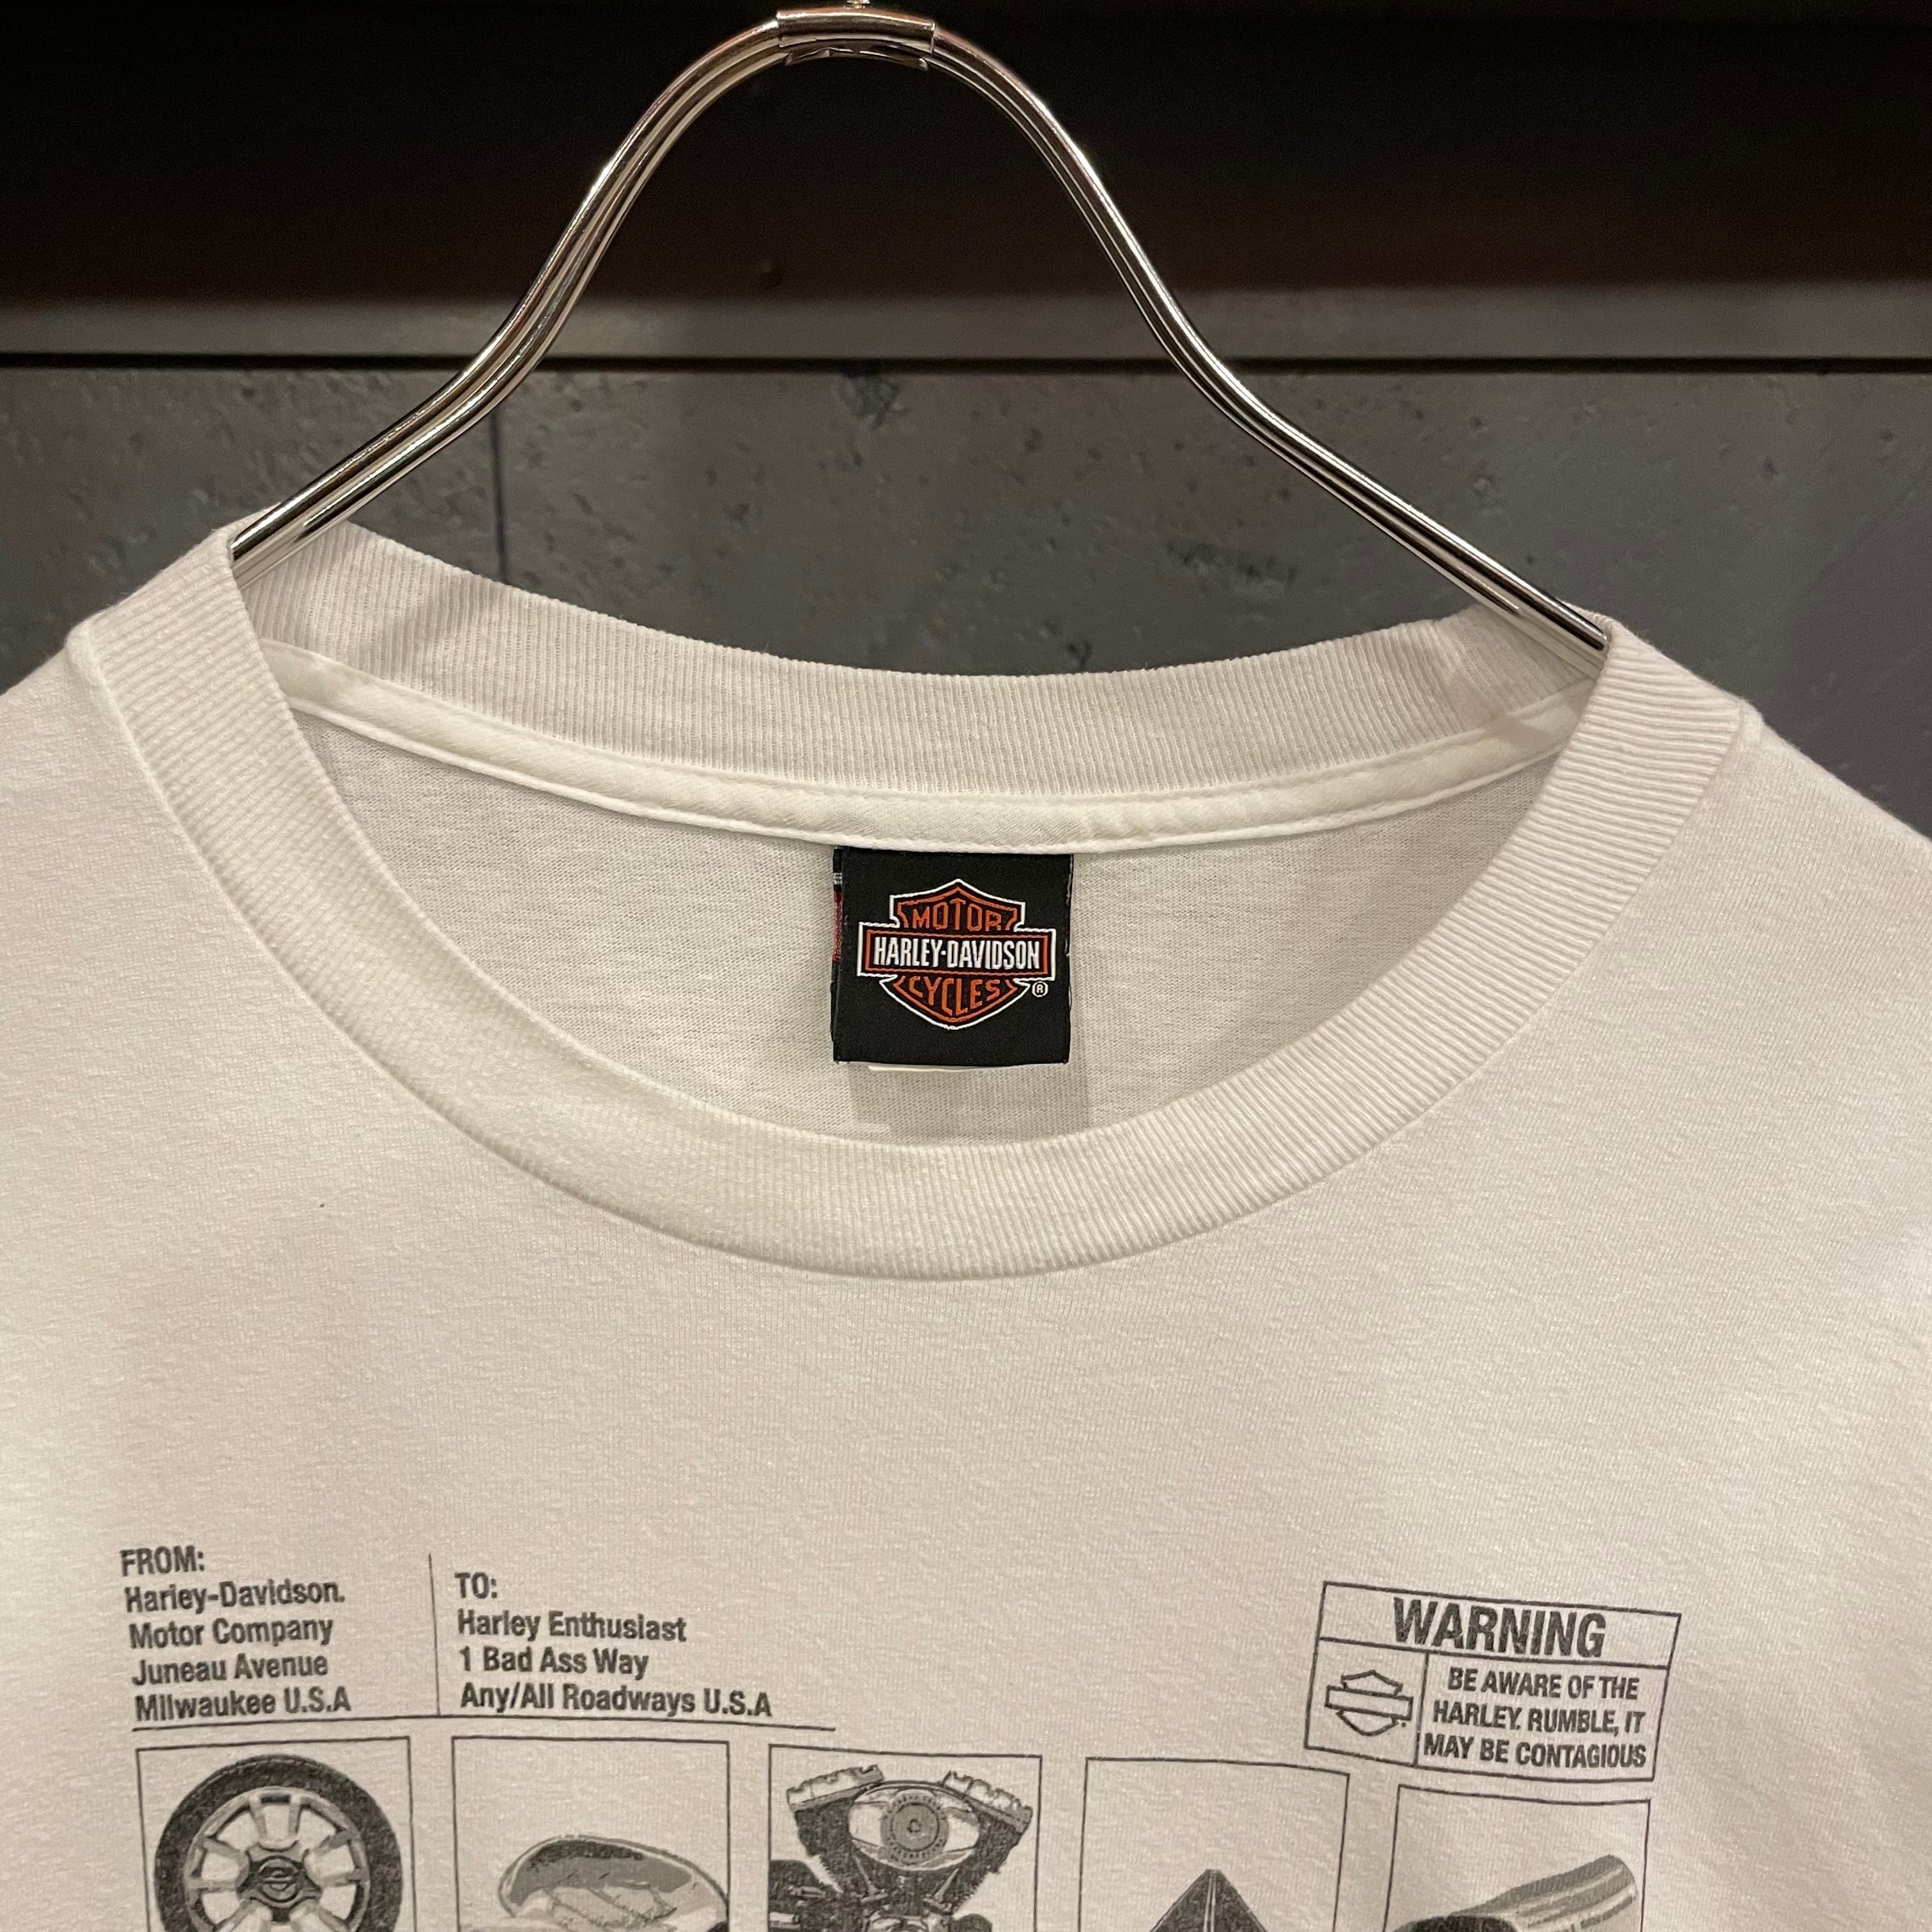 MOTOR
HARLEY-DAVIDSON
CYCLES ®
FROM:
Harley-Davidson.
Motor Company
Juneau Avenue
Milwaukee U.S.A
TO:
Harley Enthusiast
1 Bad Ass Way
Any/All Roadways U.S.A
WARNING
BE AWARE OF THE
HARLEY. RUMBLE, IT
MAY BE CONTAGIOUS